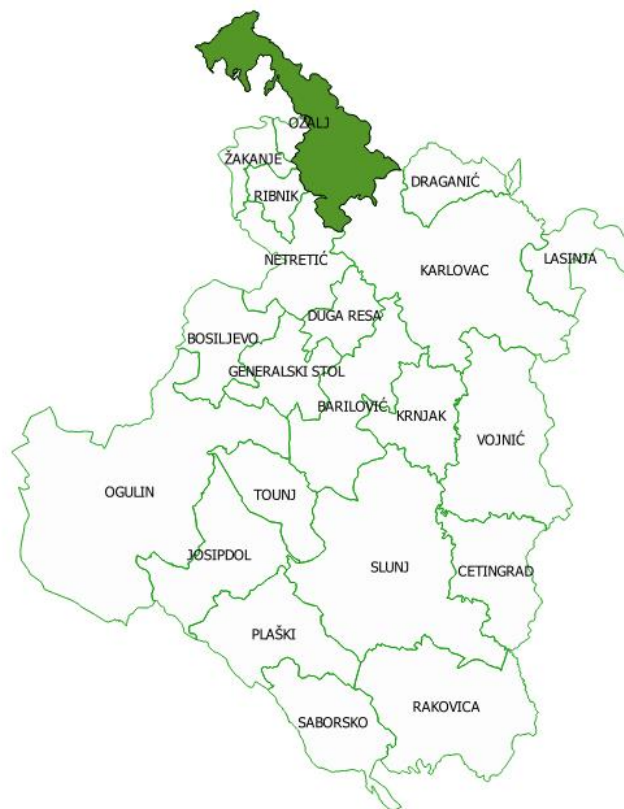 OZALJ
ŽAKANJE
DRAGANIĆ
RIBNIK
LASINJA
NETRETIĆ
KARLOVAC
DUGA RESA
BOSILJEVO
GENERALSKI STOL
BARILOVIĆ
KRNJAK
VOJNIĆ
OGULIN
TOUNJ
JOSIPDOL
SLUNJ
CETINGRAD
PLAŠKI
RAKOVICA
SABORSKO